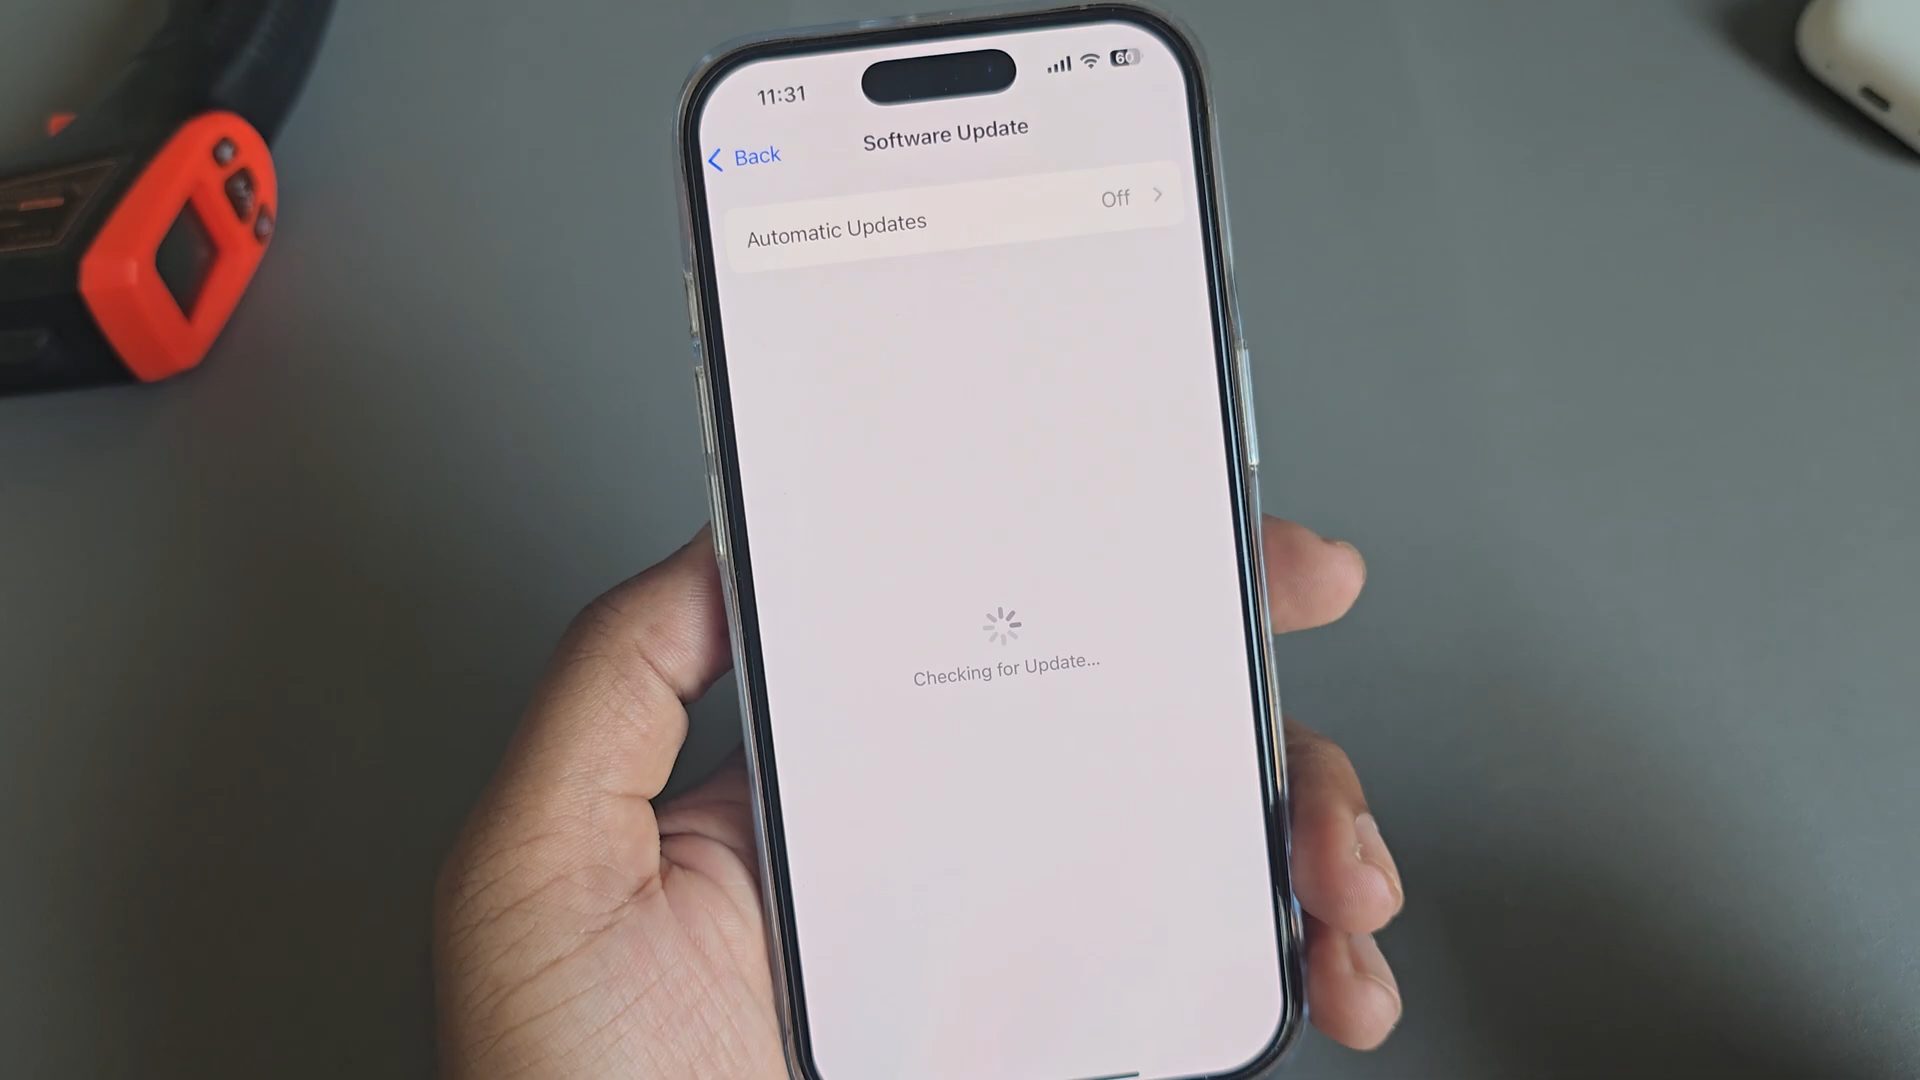 11:31
60
Back
Software Update
Automatic Updates
Off
Checking for Update...